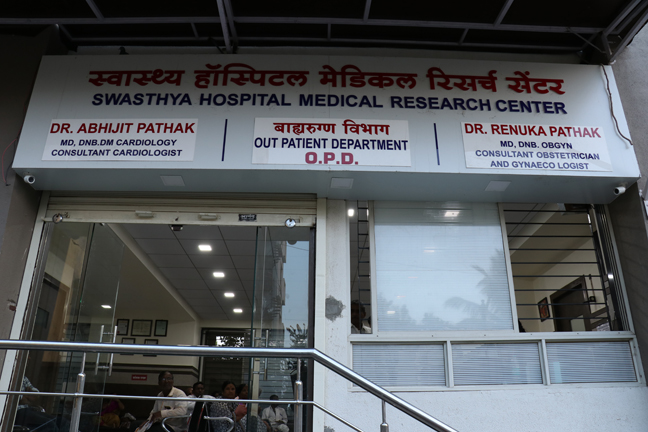 स्वास्थ्य हॉस्पिटल मेडिकल रिसर्च सेंटर
SWASTHYA HOSPITAL MEDICAL RESEARCH CENTER
DR. ABHIJIT PATHAK
MD, DNB.DM CARDIOLOGY
CONSULTANT CARDIOLOGIST
बाह्यरुग्ण विभाग
OUT PATIENT DEPARTMENT
O.P.D.
DR. RENUKA PATHAK
MD, DNB. OBGYN
CONSULTANT OBSTETRICIAN
AND GYNAECO LOGIST